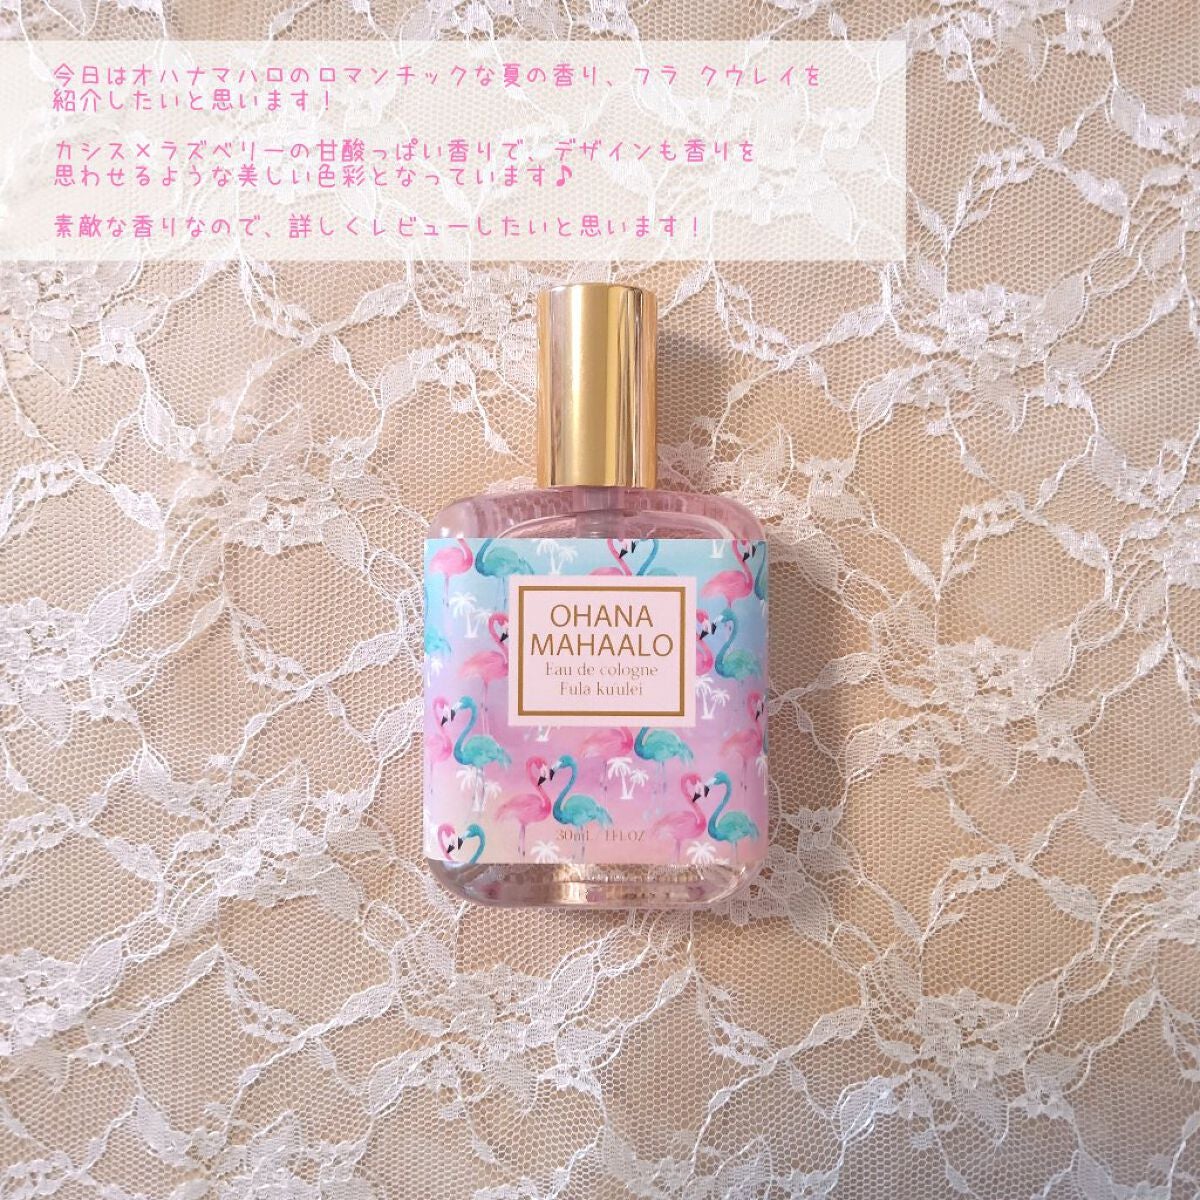 今日はオハナマハロのロマンチックな夏の香り、フラ クウレイを
紹介したいと思います！
カシス×ラズベリーの甘酸っぱい香りで、デザインも香りを
思わせるような美しい色彩となっています♪
素敵な香りなので、詳しくレビューしたいと思います！
OHANA
MAHAALO
Eau de cologne
Fula ku'ulei
30mL / 1FL.OZ